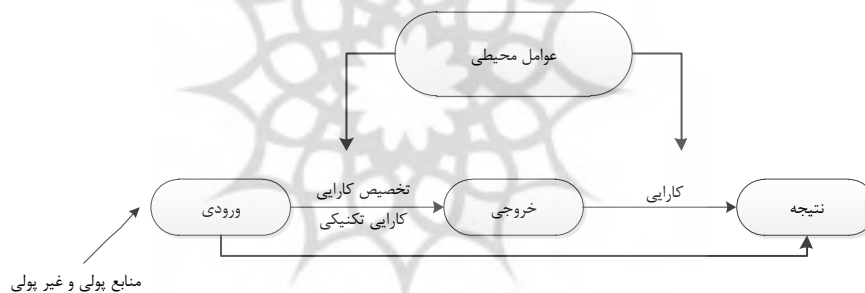 عوامل محیطی
تخصیص کارایی
کارایی تکنیکی
کارایی
ورودی
خروجی
نتیجه
منابع پولی و غیر پولی